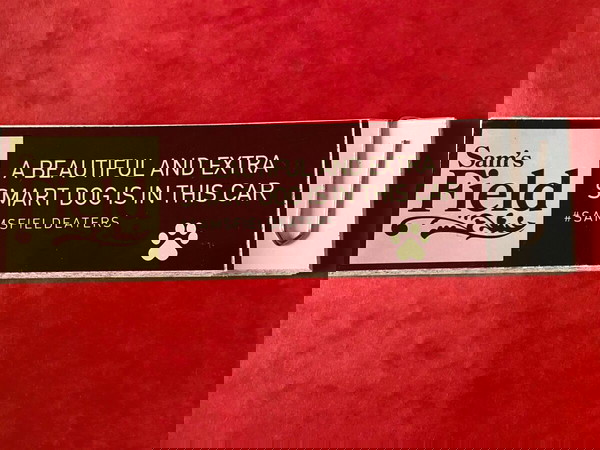 A BEAUTIFUL AND EXTRA
SMART DOG IS IN THIS CAR
#SAMSFIELDEATERS
Sam's
Field